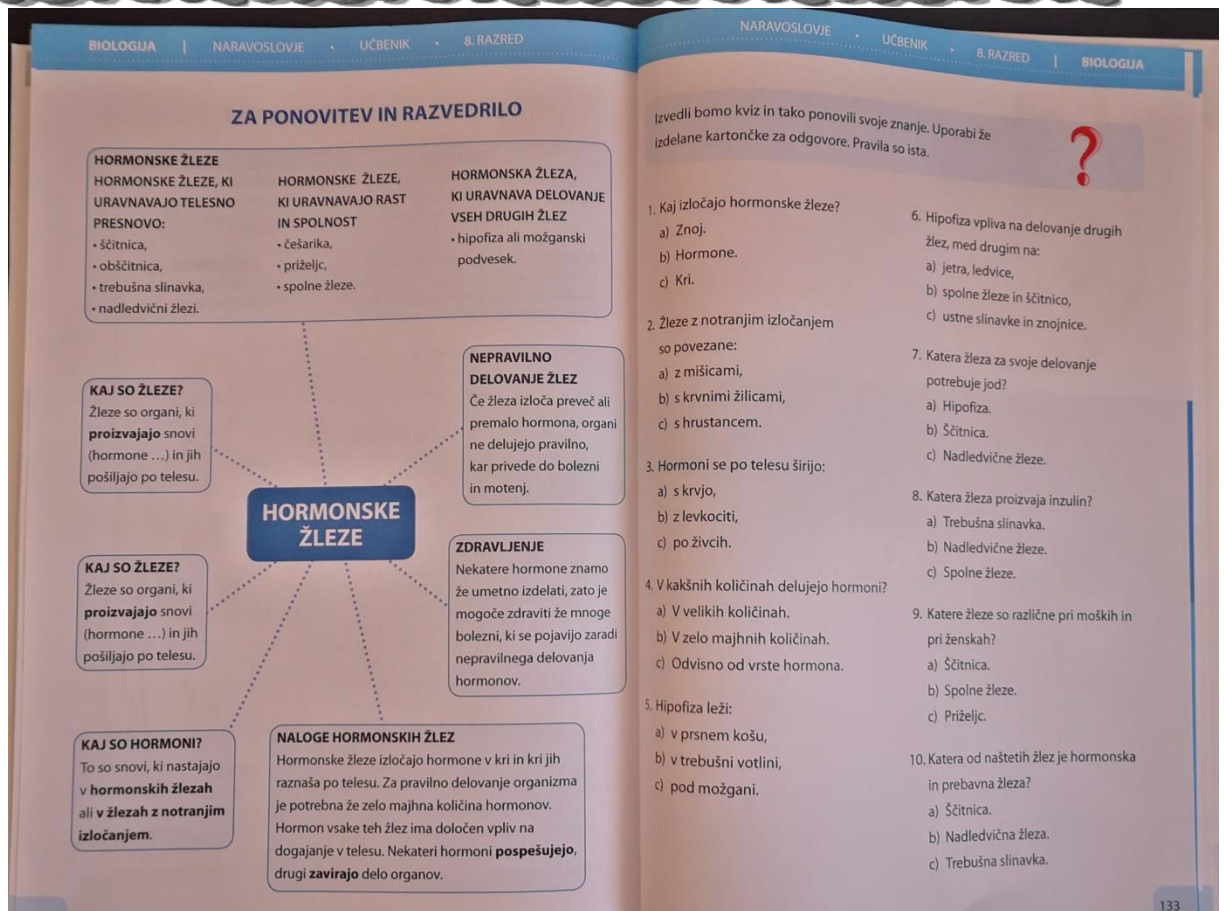 BIOLOGIJA | NARAVOSLOVJE • UČBENIK • 8. RAZRED
ZA PONOVITEV IN RAZVEDRILO
HORMONSKE ŽLEZE
HORMONSKE ŽLEZE, KI
URAVNAVAJO TELESNO
PRESNOVO:
• ščitnica,
• obščitnica,
• trebušna slinavka,
• nadledvični žlezi.
HORMONSKE ŽLEZE,
KI URAVNAVAJO RAST
IN SPOLNOST
• češarika,
• priželjc,
• spolne žleze.
HORMONSKA ŽLEZA,
KI URAVNAVA DELOVANJE
VSEH DRUGIH ŽLEZ
• hipofiza ali možganski
podvesek.
KAJ SO ŽLEZE?
Žleze so organi, ki
proizvajajo snovi
(hormone ...) in jih
pošiljajo po telesu.
NEPRAVILNO
DELOVANJE ŽLEZ
Če žleza izloča preveč ali
premalo hormona, organi
ne delujejo pravilno,
kar privede do bolezni
in motenj.
HORMONSKE
ŽLEZE
KAJ SO ŽLEZE?
Žleze so organi, ki
proizvajajo snovi
(hormone ...) in jih
pošiljajo po telesu.
ZDRAVLJENJE
Nekatere hormone znamo
že umetno izdelati, zato je
mogoče zdraviti že mnoge
bolezni, ki se pojavijo zaradi
nepravilnega delovanja
hormonov.
KAJ SO HORMONI?
To so snovi, ki nastajajo
v hormonskih žlezah
ali v žlezah z notranjim
izločanjem.
NALOGE HORMONSKIH ŽLEZ
Hormonske žleze izločajo hormone v kri in kri jih
raznaša po telesu. Za pravilno delovanje organizma
je potrebna že zelo majhna količina hormonov.
Hormon vsake teh žlez ima določen vpliv na
dogajanje v telesu. Nekateri hormoni pospešujejo,
drugi zavirajo delo organov.
NARAVOSLOVJE • UČBENIK • 8. RAZRED | BIOLOGIJA
Izvedli bomo kviz in tako ponovili svoje znanje. Uporabi že
izdelane kartončke za odgovore. Pravila so ista.
?
1. Kaj izločajo hormonske žleze?
a) Znoj.
b) Hormone.
c) Kri.
2. Žleze z notranjim izločanjem
so povezane:
a) z mišicami,
b) s krvnimi žilicami,
c) s hrustancem.
3. Hormoni se po telesu širijo:
a) s krvjo,
b) z levkociti,
c) po živcih.
4. V kakšnih količinah delujejo hormoni?
a) V velikih količinah.
b) V zelo majhnih količinah.
c) Odvisno od vrste hormona.
5. Hipofiza leži:
a) v prsnem košu,
b) v trebušni votlini,
c) pod možgani.
6. Hipofiza vpliva na delovanje drugih
žlez, med drugim na:
a) jetra, ledvice,
b) spolne žleze in ščitnico,
c) ustne slinavke in znojnice.
7. Katera žleza za svoje delovanje
potrebuje jod?
a) Hipofiza.
b) Ščitnica.
c) Nadledvične žleze.
8. Katera žleza proizvaja inzulin?
a) Trebušna slinavka.
b) Nadledvične žleze.
c) Spolne žleze.
9. Katere žleze so različne pri moških in
pri ženskah?
a) Ščitnica.
b) Spolne žleze.
c) Priželjc.
10. Katera od naštetih žlez je hormonska
in prebavna žleza?
a) Ščitnica.
b) Nadledvična žleza.
c) Trebušna slinavka.
133